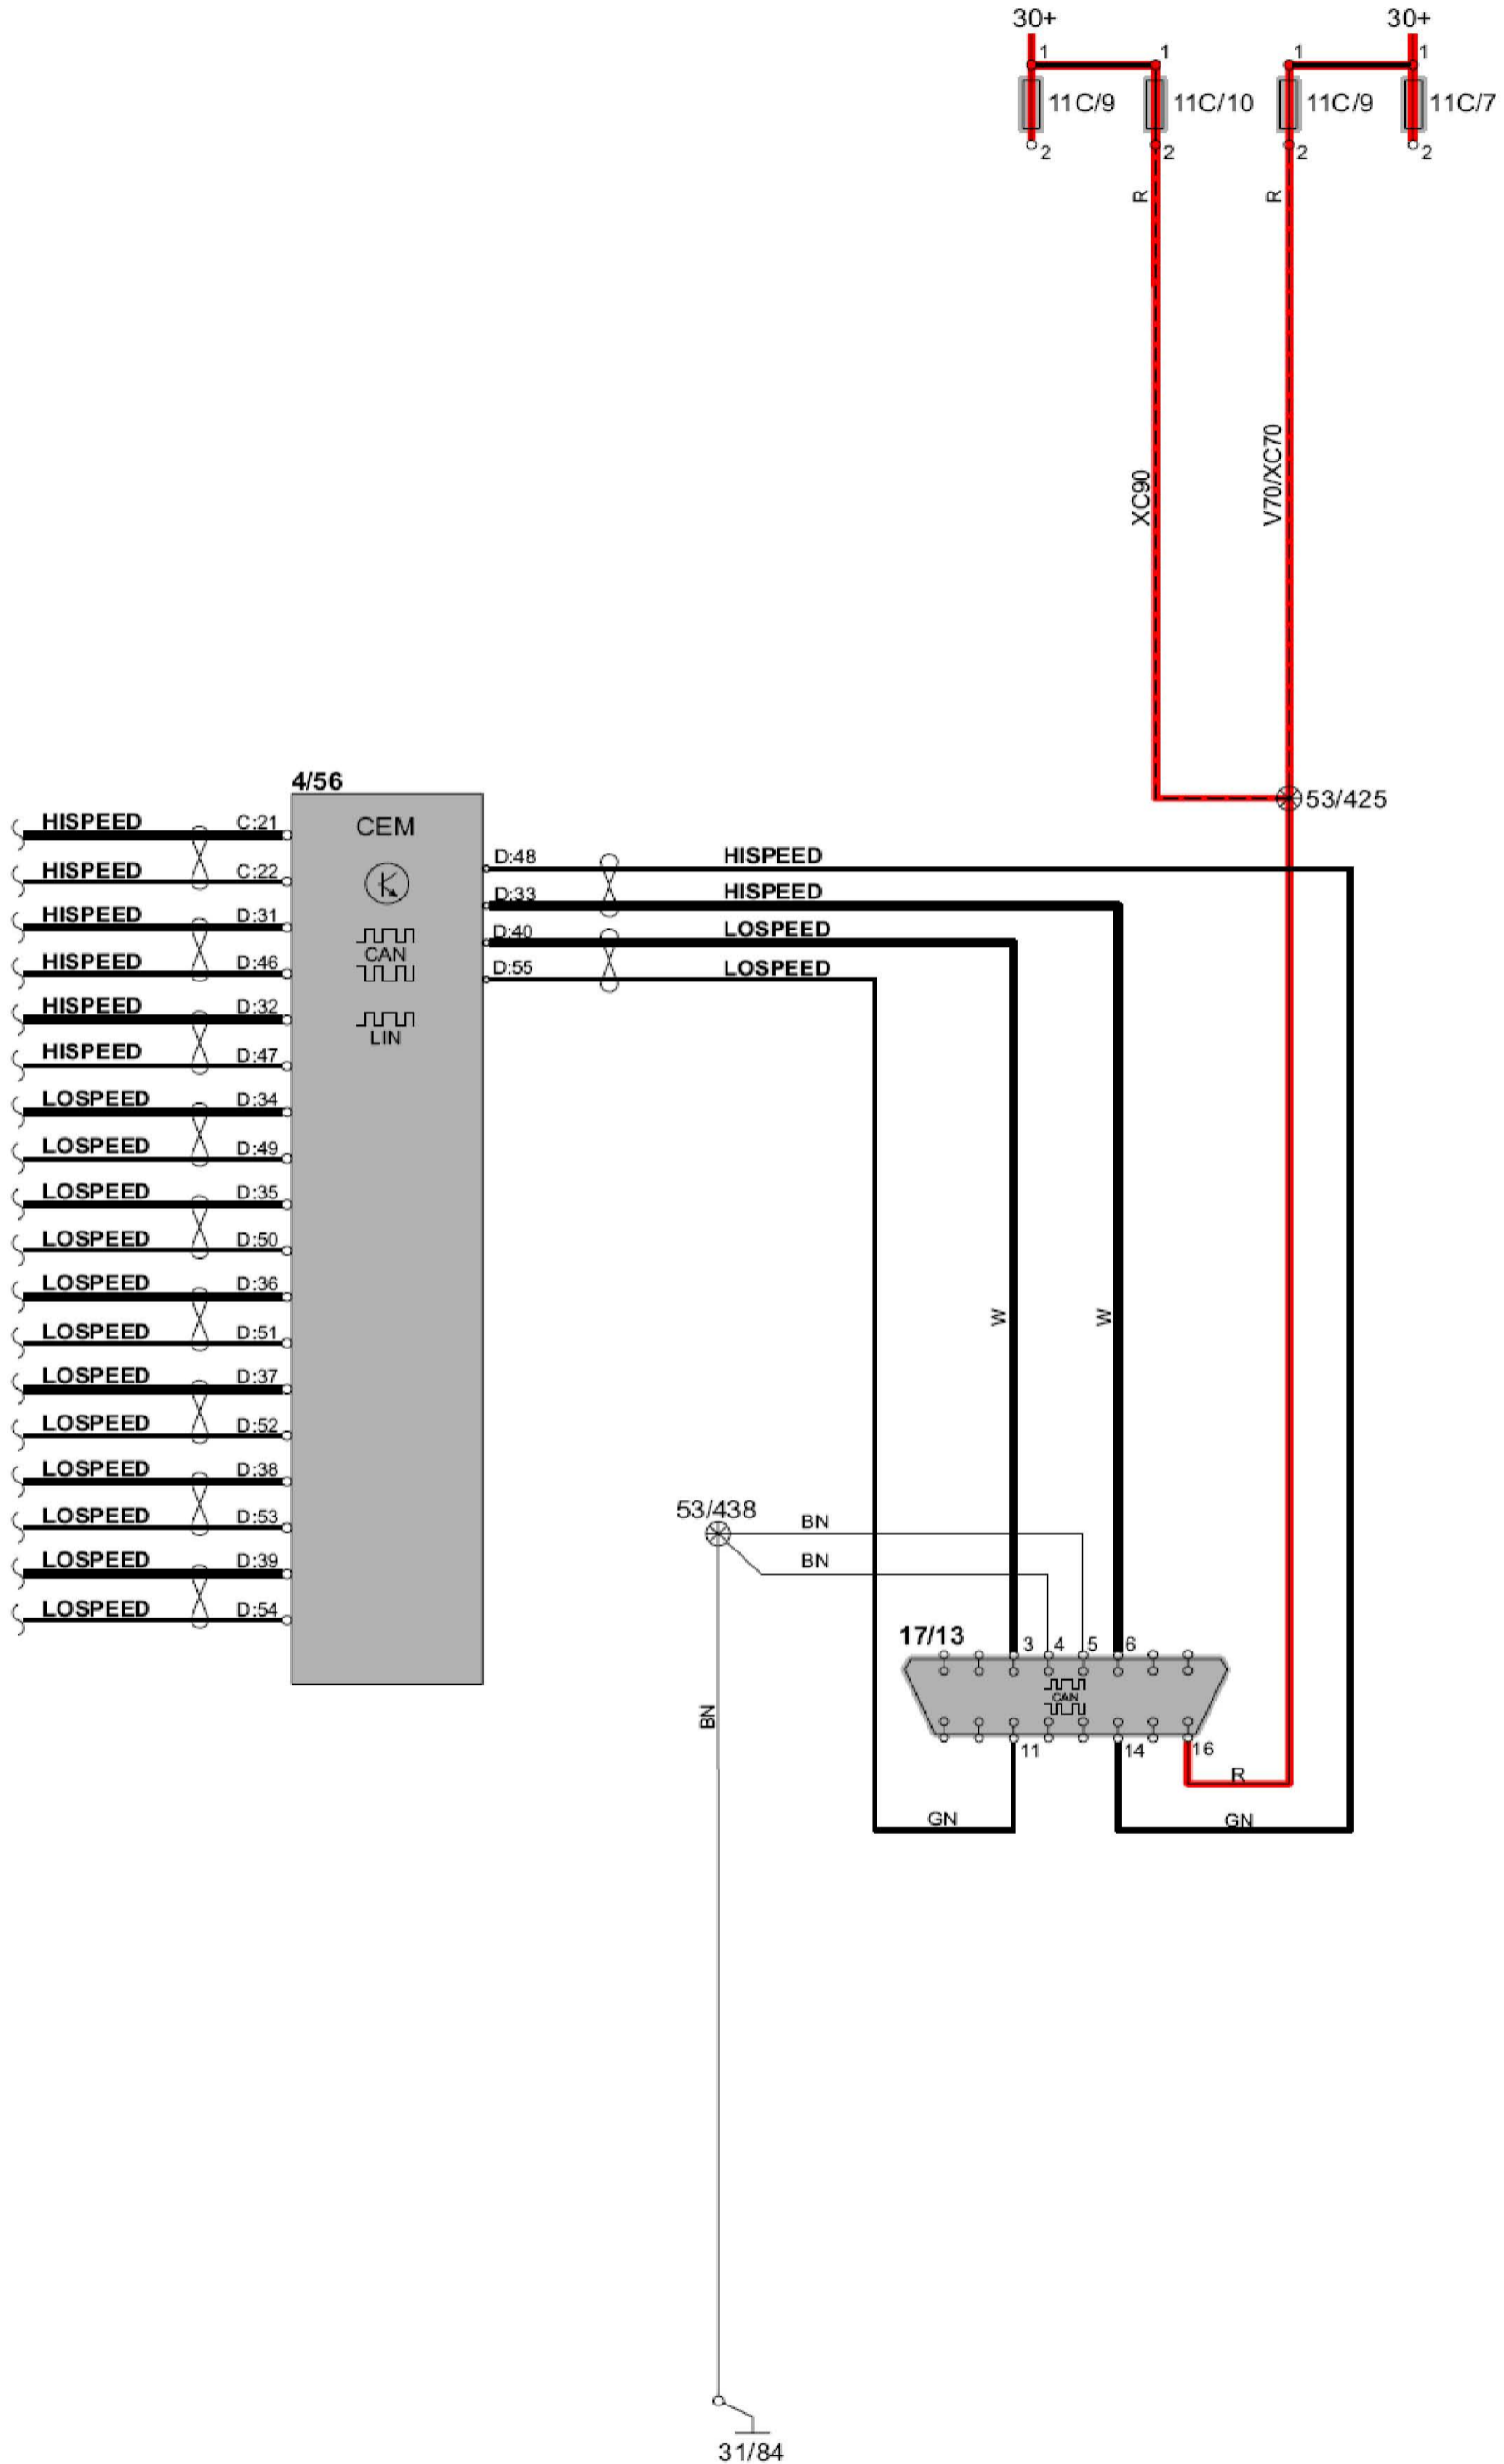 30+
30+
1
1
1
1
11C/9
11C/10
11C/9
11C/7
2
2
2
2
R
R
XC90
V70/XC70
53/425
4/56
CEM
CAN
LIN
HISPEED C:21
HISPEED C:22
HISPEED D:31
HISPEED D:46
HISPEED D:32
HISPEED D:47
LOSPEED D:34
LOSPEED D:49
LOSPEED D:35
LOSPEED D:50
LOSPEED D:36
LOSPEED D:51
LOSPEED D:37
LOSPEED D:52
LOSPEED D:38
LOSPEED D:53
LOSPEED D:39
LOSPEED D:54
D:48 HISPEED
D:33 HISPEED
D:40 LOSPEED
D:55 LOSPEED
W
W
53/438
BN
BN
BN
17/13
3
4
5
6
CAN
11
14
16
R
GN
GN
31/84